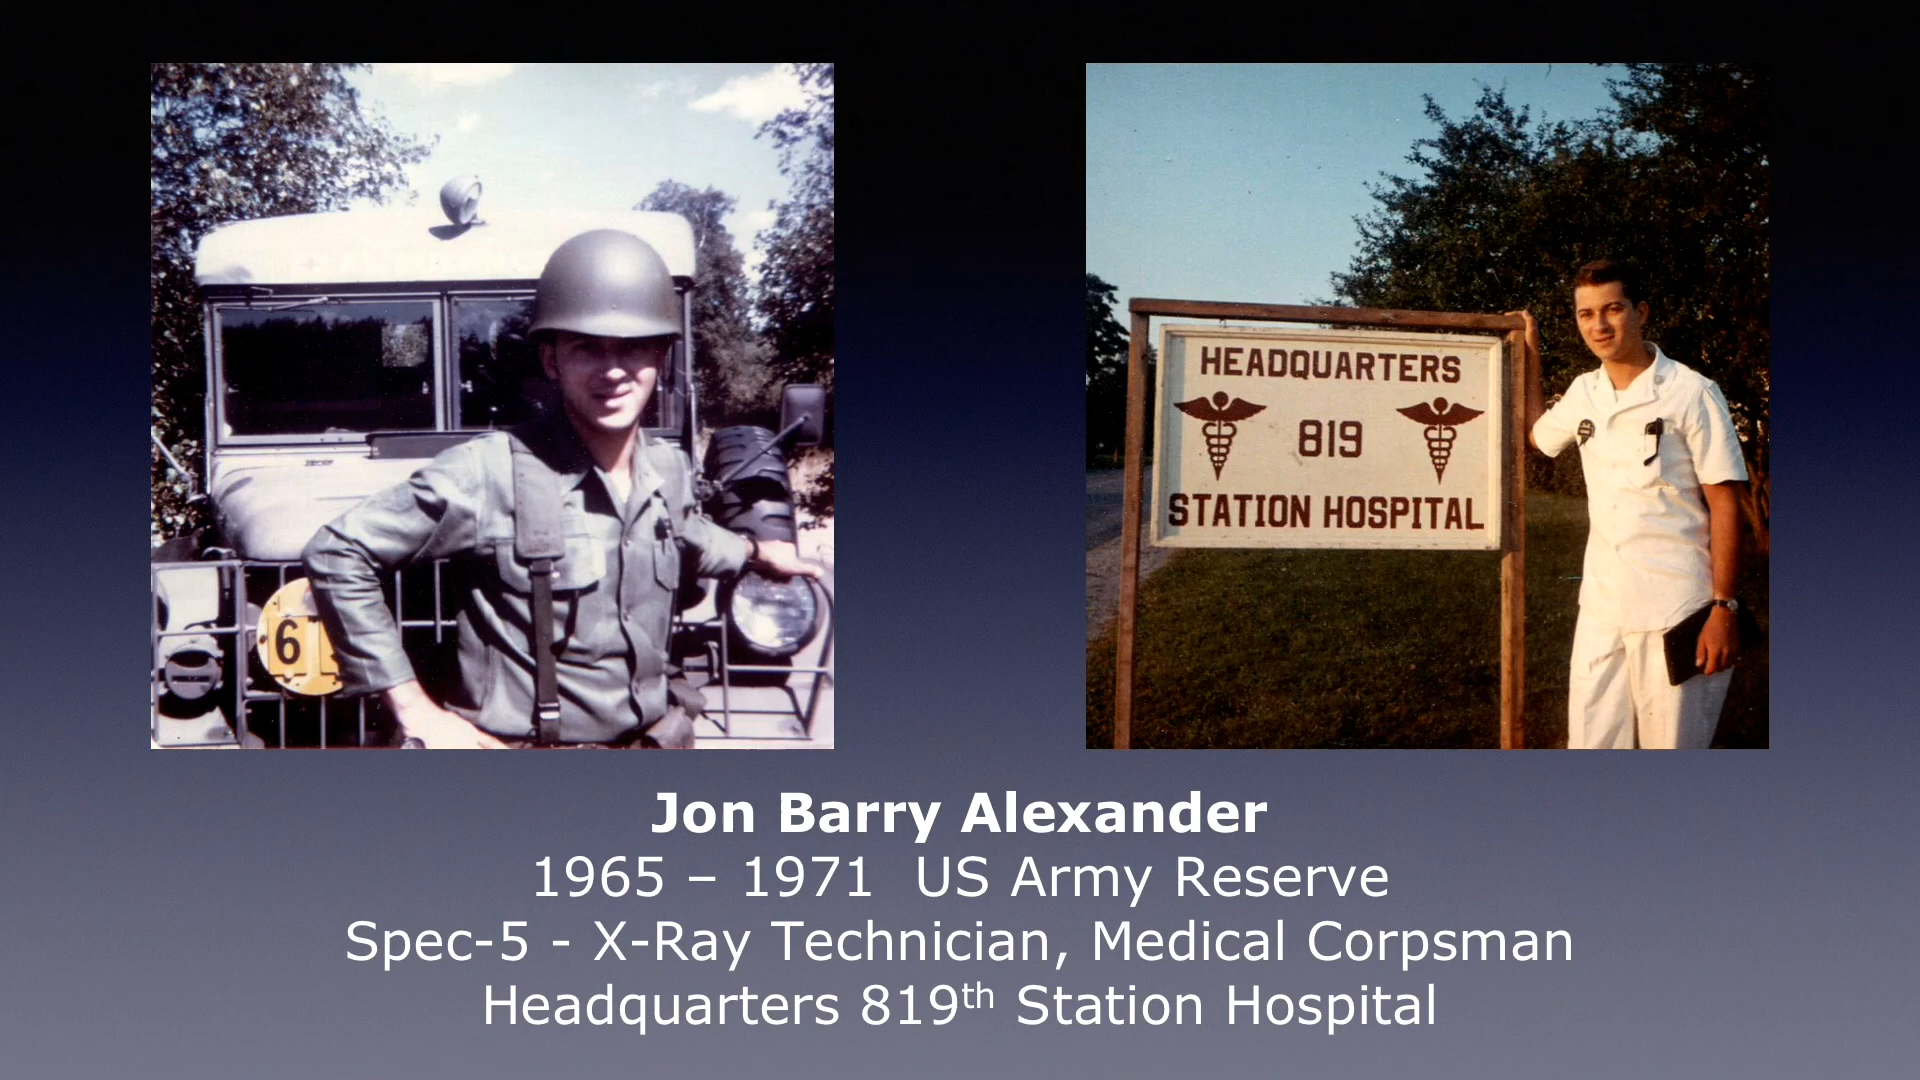 6
HEADQUARTERS
819
STATION HOSPITAL
Jon Barry Alexander
1965 – 1971 US Army Reserve
Spec-5 - X-Ray Technician, Medical Corpsman
Headquarters 819th Station Hospital